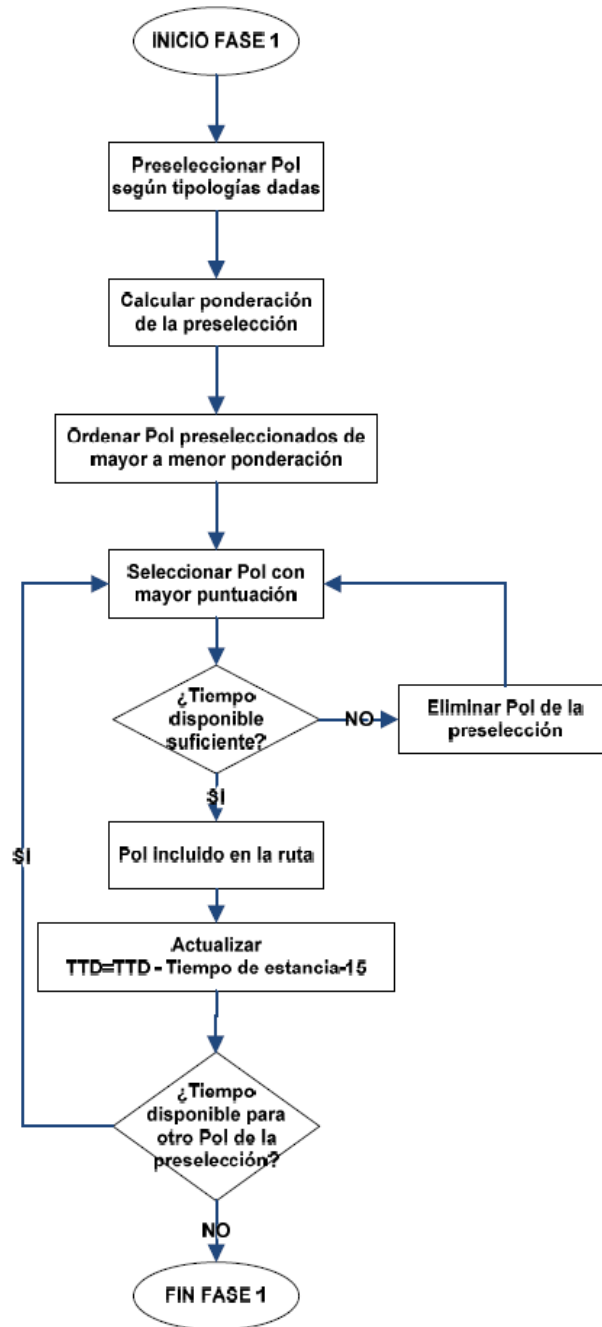 INICIO FASE 1
Preseleccionar PoI
según tipologías dadas
Calcular ponderación
de la preselección
Ordenar PoI preseleccionados de
mayor a menor ponderación
Seleccionar PoI con
mayor puntuación
¿Tiempo
disponible
suficiente?
NO
Eliminar PoI de la
preselección
SI
PoI incluido en la ruta
SI
Actualizar
TTD=TTD - Tiempo de estancia-15
¿Tiempo
disponible para
otro PoI de la
preselección?
NO
FIN FASE 1